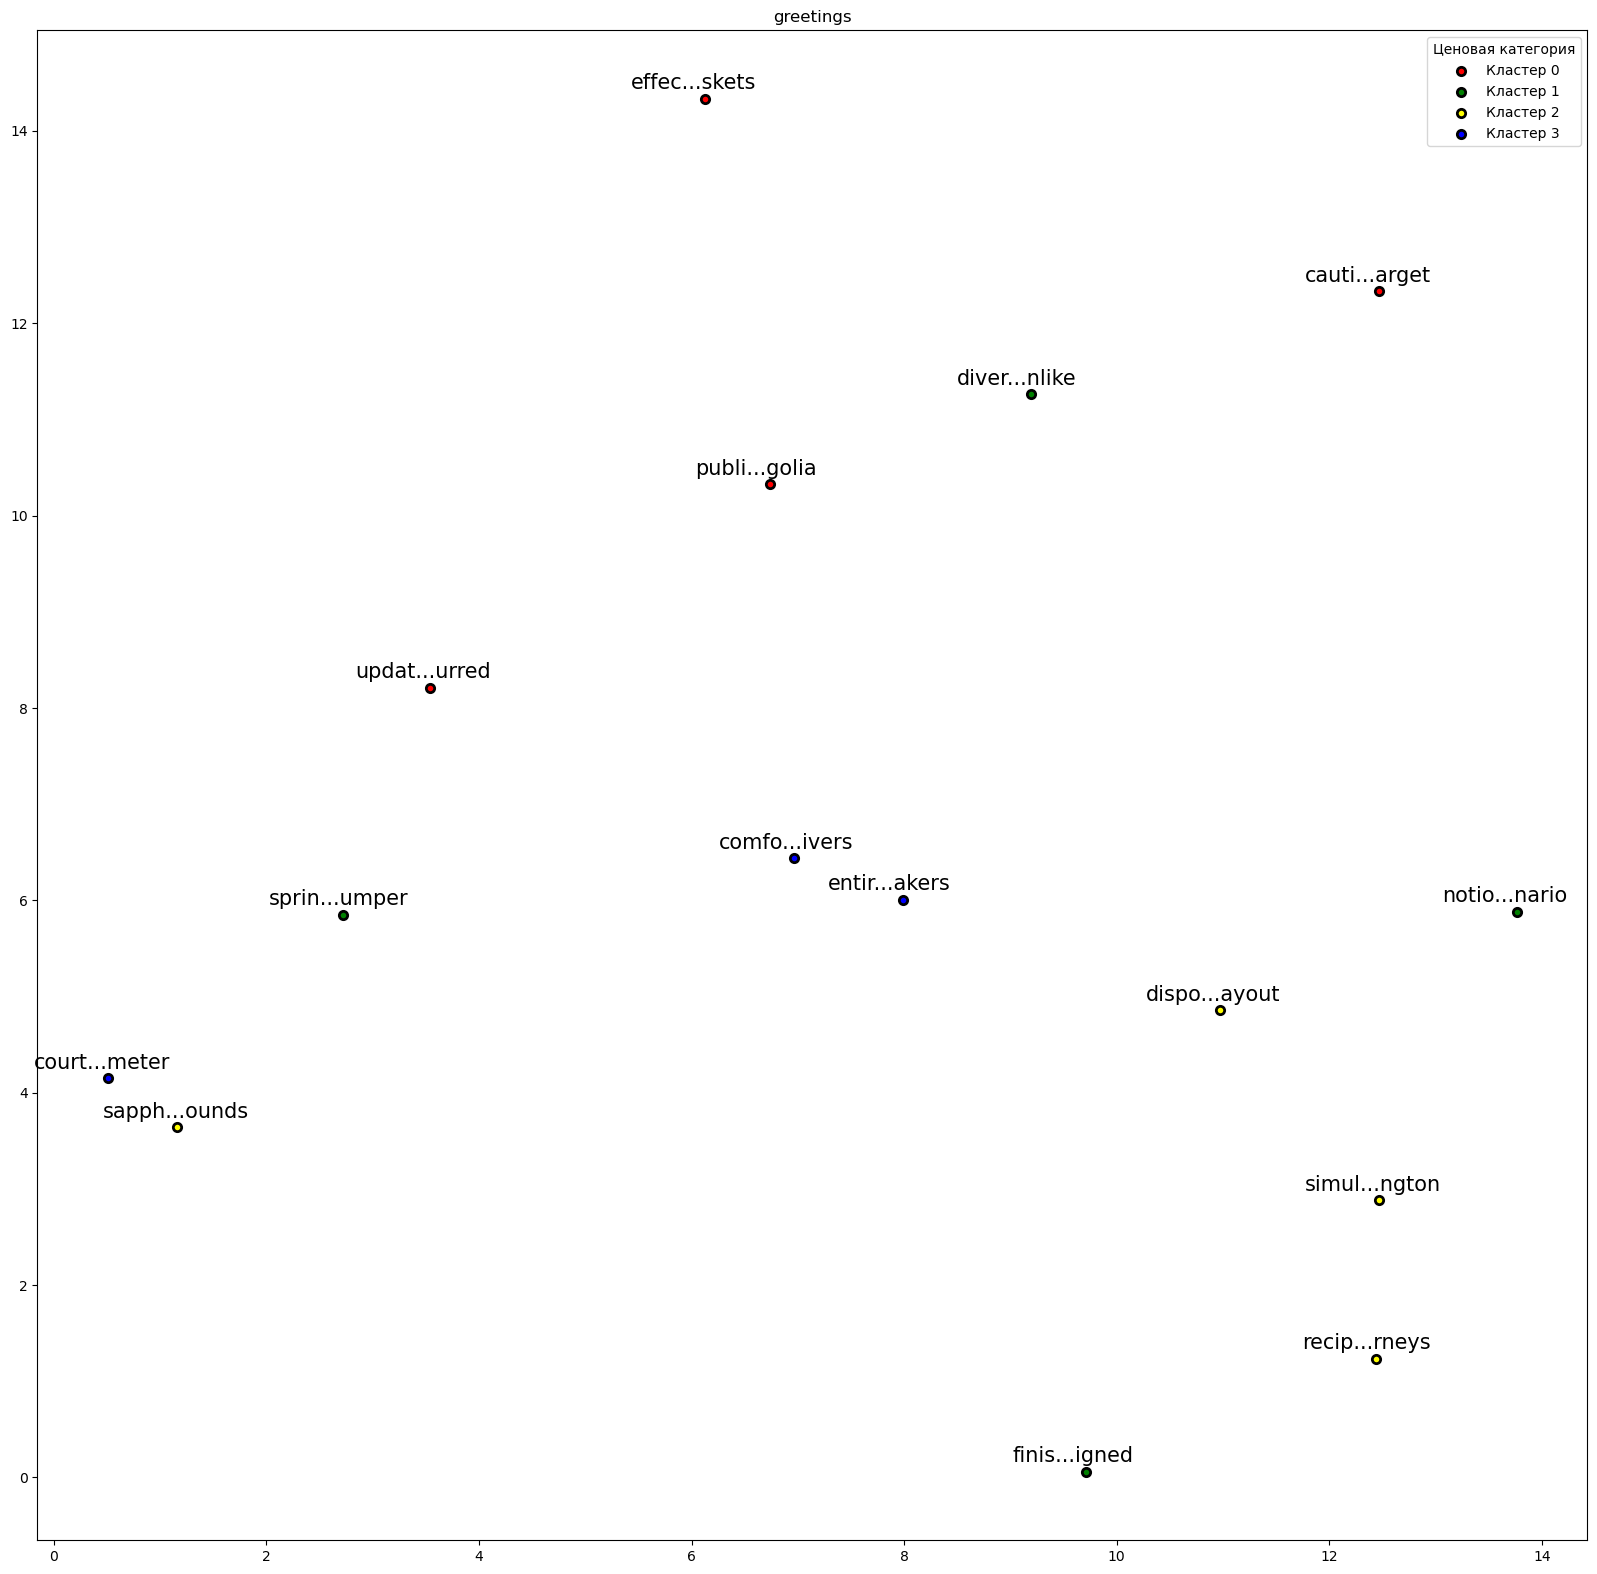 greetings
Ценовая категория
Кластер 0
Кластер 1
Кластер 2
Кластер 3
effec...skets
cauti...arget
diver...nlike
publi...golia
updat...urred
comfo...ivers
entir...akers
sprin...umper
notio...nario
dispo...ayout
court...meter
sapph...ounds
simul...ngton
recip...rneys
finis...igned
14
12
10
8
6
4
2
0
0 2 4 6 8 10 12 14